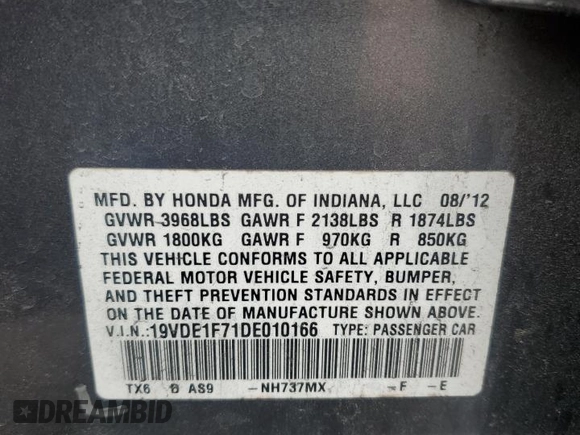 MFD. BY HONDA MFG. OF INDIANA, LLC 08/'12
GVWR 3968LBS GAWR F 2138LBS R 1874LBS
GVWR 1800KG GAWR F 970KG R 850KG
THIS VEHICLE CONFORMS TO ALL APPLICABLE
FEDERAL MOTOR VEHICLE SAFETY, BUMPER,
AND THEFT PREVENTION STANDARDS IN EFFECT
ON THE DATE OF MANUFACTURE SHOWN ABOVE.
V.I.N.:19VDE1F71DE010166 TYPE: PASSENGER CAR
TX6 B AS9 -NH737MX -F -E
DREAMBID